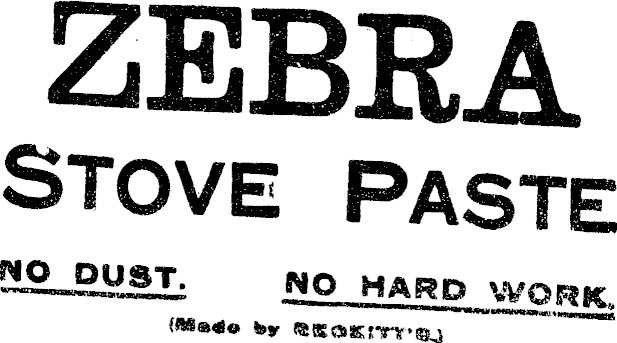 ZEBRA
STOVE PASTE
NO DUST. NO HARD WORK.
(Made by RECKITT'S.)